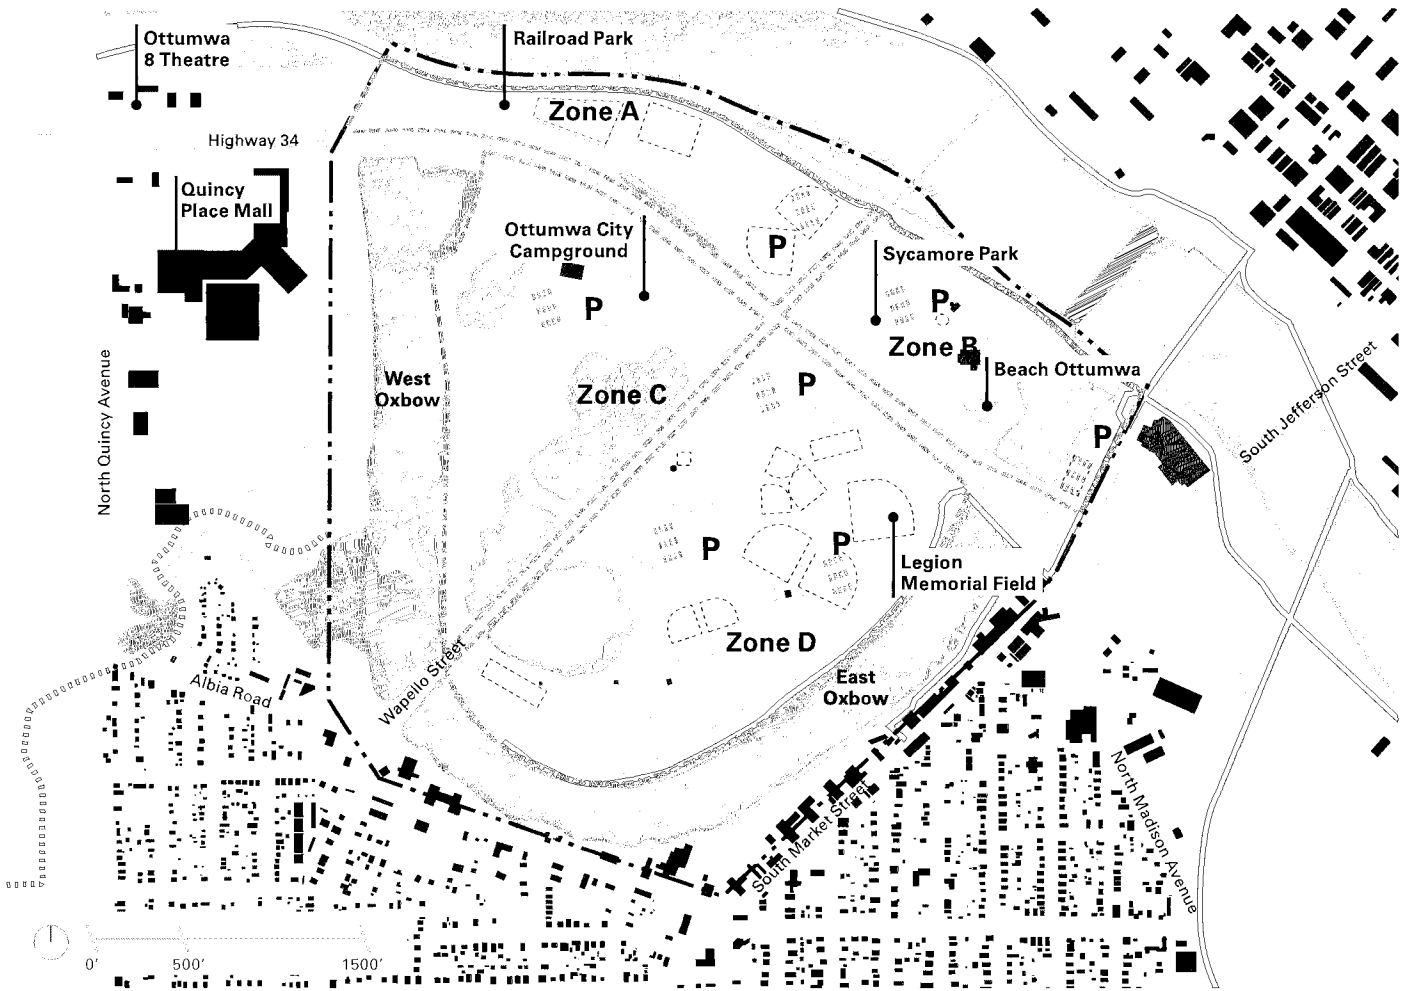 Ottumwa
8 Theatre
Railroad Park
Zone A
Highway 34
Quincy
Place Mall
Ottumwa City
Campground
P
P
Sycamore Park
P
Zone B
Beach Ottumwa
West
Oxbow
Zone C
P
P
North Quincy Avenue
South Jefferson Street
P
P
Legion
Memorial Field
Zone D
East
Oxbow
Wapello Street
Albia Road
South Market Street
North Madison Avenue
0'
500'
1500'